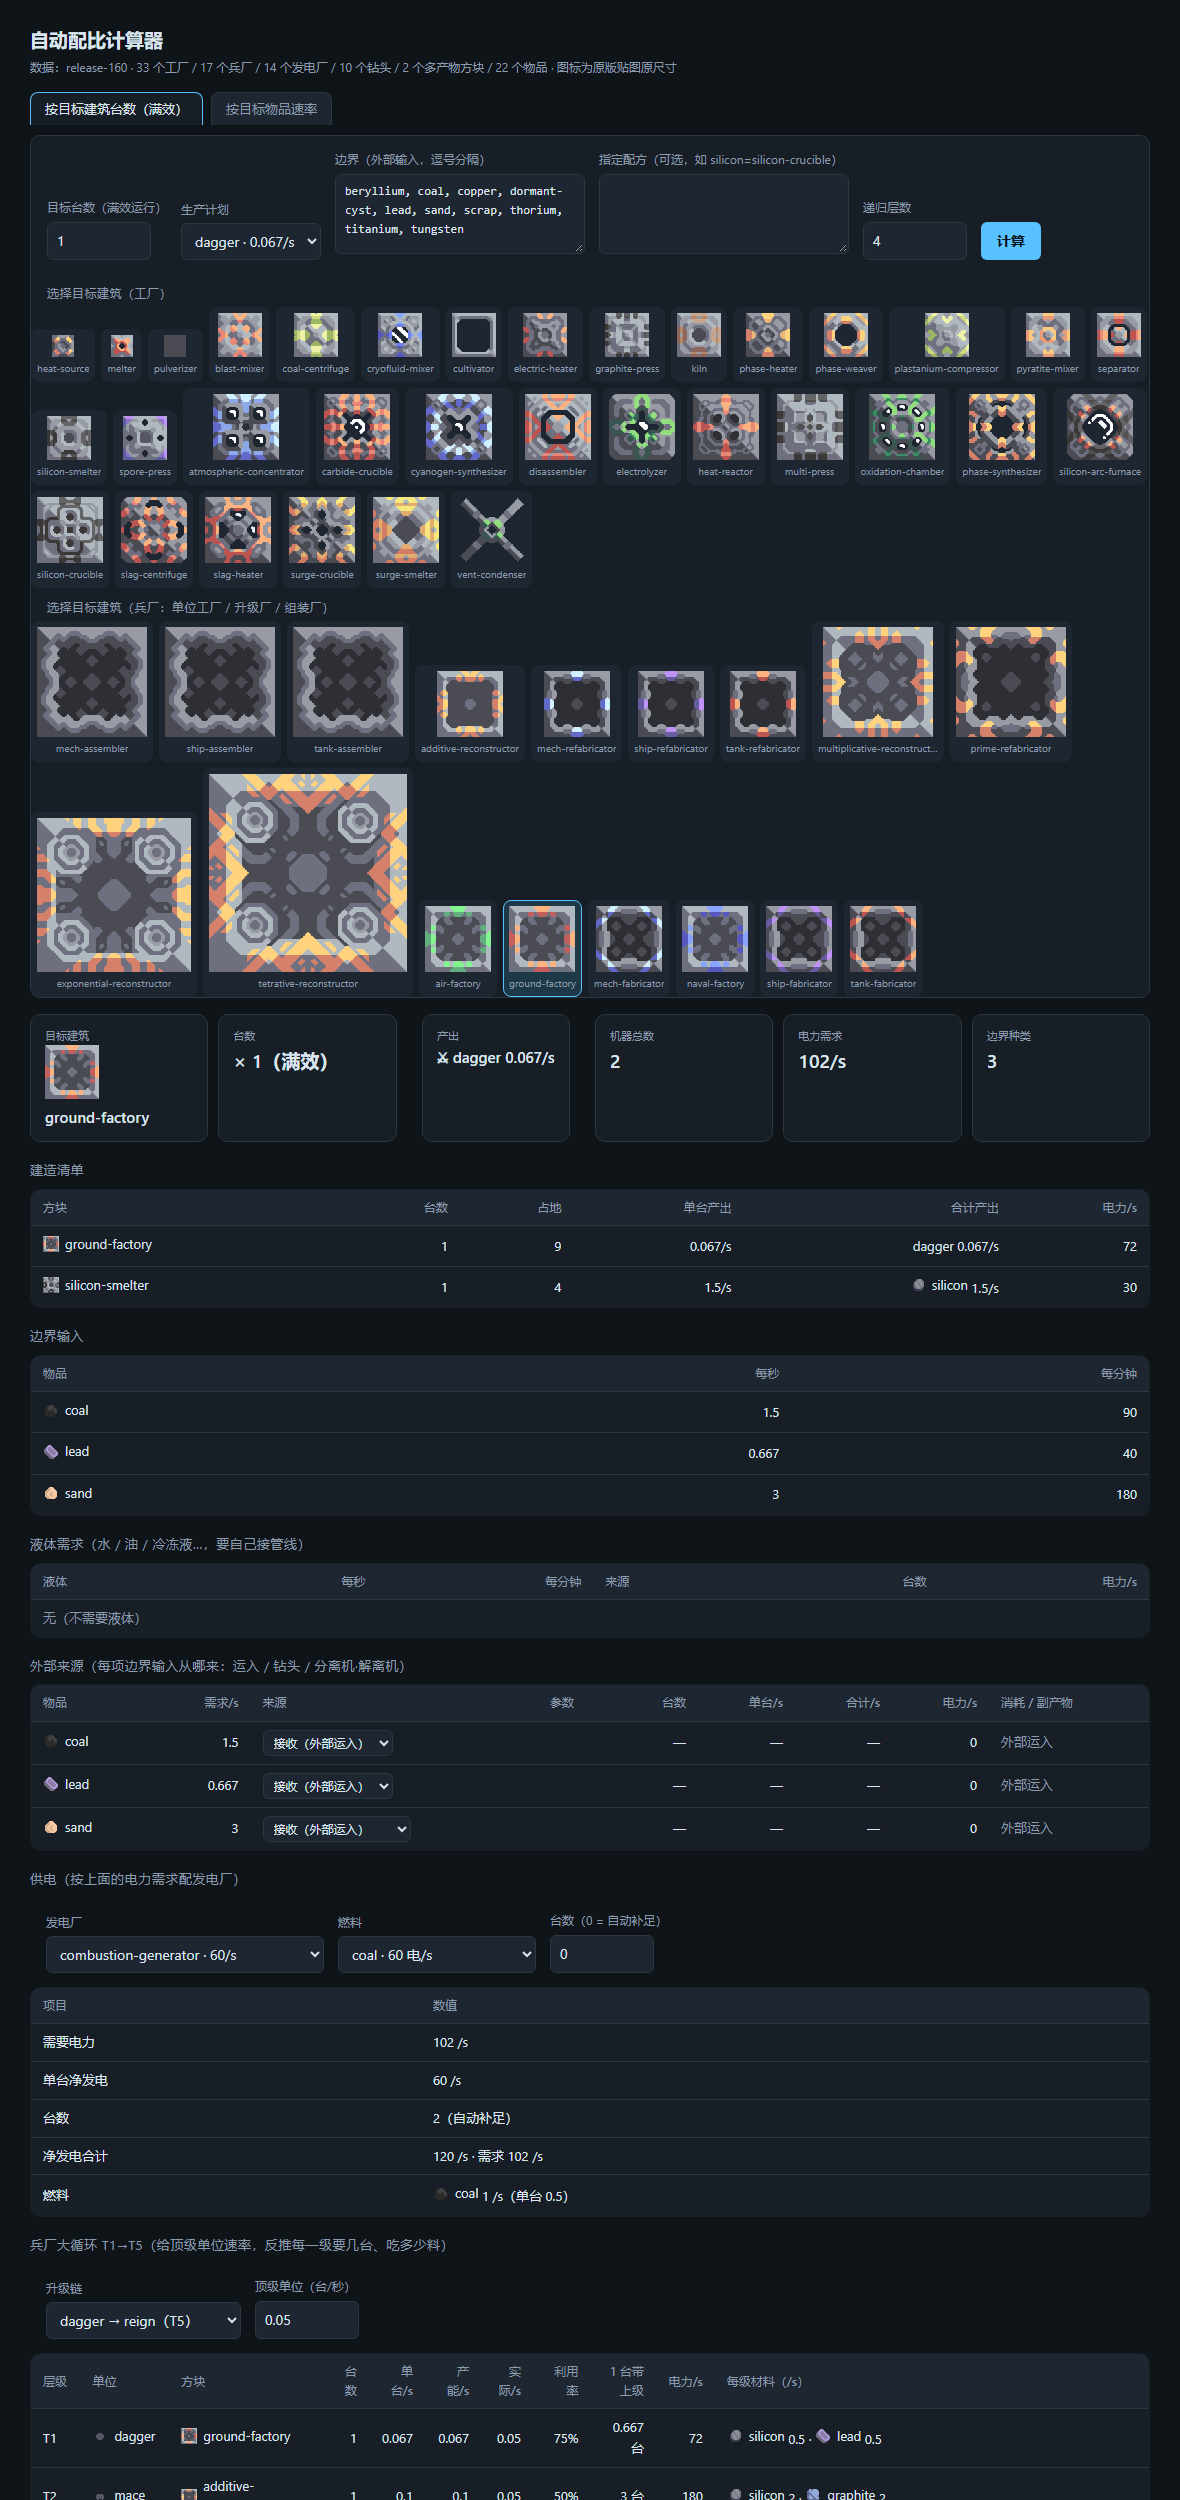 自动配比计算器
数据：release-160 · 33 个工厂 / 17 个兵厂 / 14 个发电厂 / 10 个钻头 / 2 个多产物方块 / 22 个物品 · 图标为原版贴图原尺寸
按目标建筑台数（满效） 按目标物品速率
边界（外部输入，逗号分隔） 指定配方（可选，如 silicon=silicon-crucible）
目标台数（满效运行） 生产计划 递归层数
1 dagger · 0.067/s 4 计算
beryllium, coal, copper, dormant-
cyst, lead, sand, scrap, thorium,
titanium, tungsten
选择目标建筑（工厂）
heat-source melter pulverizer blast-mixer coal-centrifuge cryofluid-mixer cultivator electric-heater graphite-press kiln phase-heater phase-weaver plastanium-compressor pyratite-mixer separator
silicon-smelter spore-press atmospheric-concentrator carbide-crucible cyanogen-synthesizer disassembler electrolyzer heat-reactor multi-press oxidation-chamber phase-synthesizer silicon-arc-furnace
silicon-crucible slag-centrifuge slag-heater surge-crucible surge-smelter vent-condenser
选择目标建筑（兵厂：单位工厂 / 升级厂 / 组装厂）
mech-assembler ship-assembler tank-assembler additive-reconstructor mech-refabricator ship-refabricator tank-refabricator multiplicative-reconstruct... prime-refabricator
exponential-reconstructor tetrative-reconstructor air-factory ground-factory mech-fabricator naval-factory ship-fabricator tank-fabricator
目标建筑 台数 产出 机器总数 电力需求 边界种类
× 1（满效） dagger 0.067/s 2 102/s 3
ground-factory
建造清单
方块 台数 占地 单台产出 合计产出 电力/s
ground-factory 1 9 0.067/s dagger 0.067/s 72
silicon-smelter 1 4 1.5/s silicon 1.5/s 30
边界输入
物品 每秒 每分钟
coal 1.5 90
lead 0.667 40
sand 3 180
液体需求（水 / 油 / 冷冻液...，要自己接管线）
液体 每秒 每分钟 来源 台数 电力/s
无（不需要液体）
外部来源（每项边界输入从哪来：运入 / 钻头 / 分离机·解离机）
物品 需求/s 来源 参数 台数 单台/s 合计/s 电力/s 消耗 / 副产物
coal 1.5 接收（外部运入） — — — 0 外部运入
lead 0.667 接收（外部运入） — — — 0 外部运入
sand 3 接收（外部运入） — — — 0 外部运入
供电（按上面的电力需求配发电厂）
发电厂 燃料 台数（0 = 自动补足）
combustion-generator · 60/s coal · 60 电/s 0
项目 数值
需要电力 102 /s
单台净发电 60 /s
台数 2（自动补足）
净发电合计 120 /s · 需求 102 /s
燃料 coal 1 /s（单台 0.5）
兵厂大循环 T1→T5（给顶级单位速率，反推每一级要几台、吃多少料）
升级链 顶级单位（台/秒）
dagger → reign（T5） 0.05
层级 单位 方块 台数 单台/s 产能/s 实际/s 利用率 1 台带上级 电力/s 每级材料（/s）
T1 dagger ground-factory 1 0.067 0.067 0.05 75% 0.667 台 72 silicon 0.5 · lead 0.5
T2 mace additive- 1 0.1 0.1 0.05 50% 3 台 180 silicon 2 · graphite 2